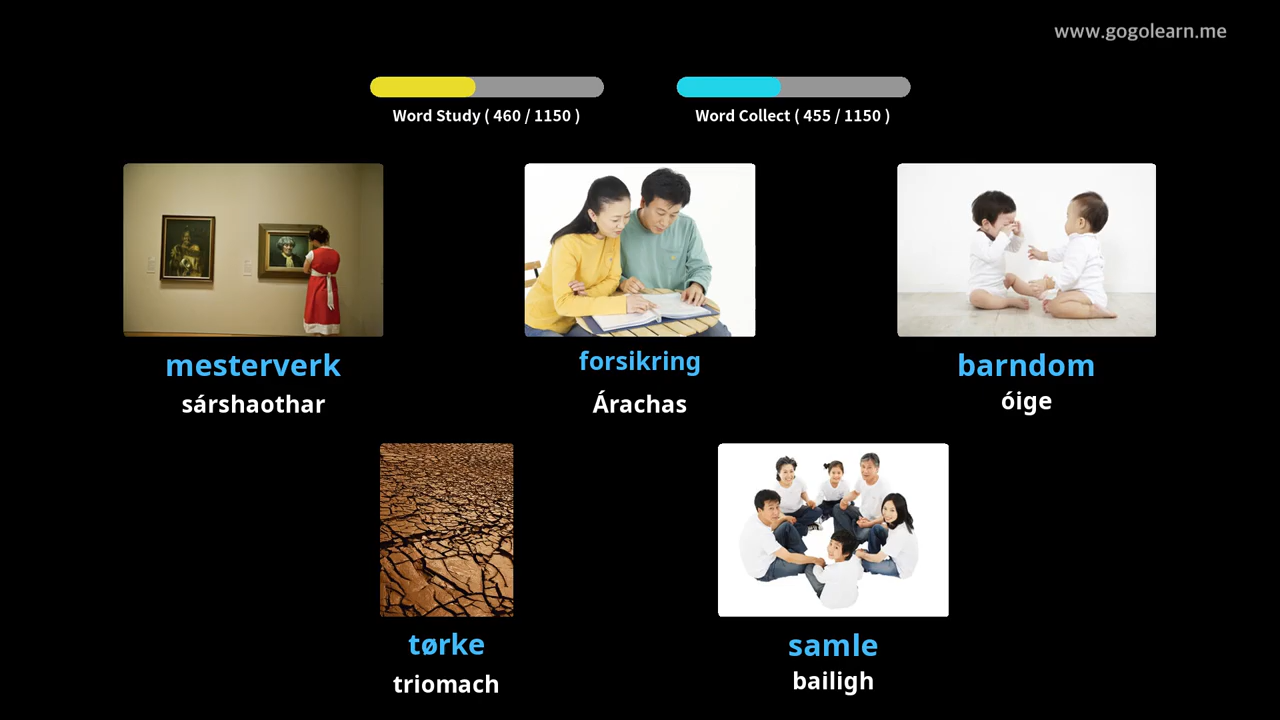 www.gogolearn.me
Word Study ( 460 / 1150 )
Word Collect ( 455 / 1150 )
mesterverk
sárshaothar
forsikring
Árachas
barndom
óige
tørke
triomach
samle
bailigh